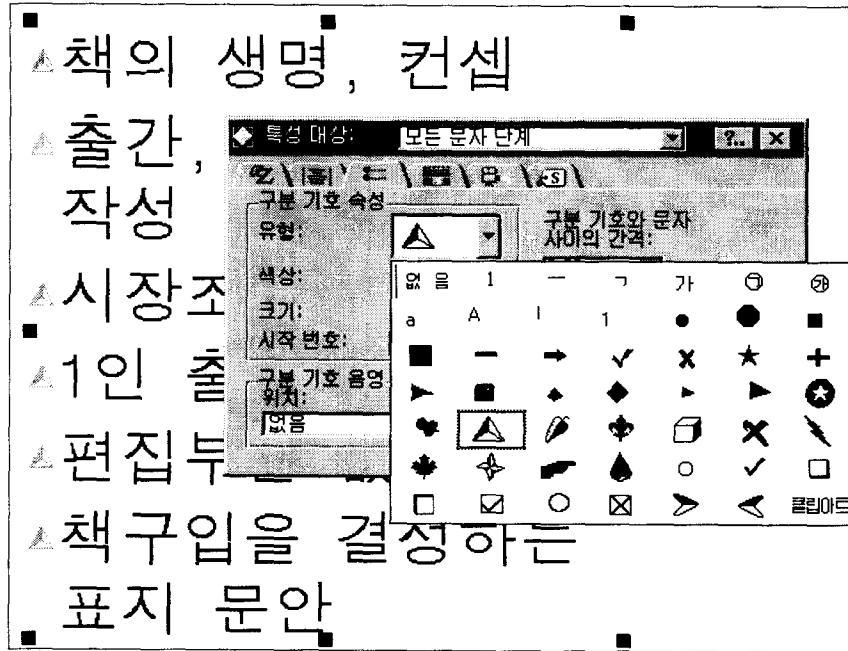 책의 생명, 컨셉
출간,
작성
시장조
1인 출
편집부
책구입을 결정하는
표지 문안
특성 대상: 모든 문자 단계 ?..
구분 기호 속성
유형:
색상:
크기:
시작 번호:
구분 기호와 문자
사이의 간격:
구분 기호 음영
위치:
없음
없음 1 ― ㄱ 가 ㉠ ㉮
a A I 1
클립아트